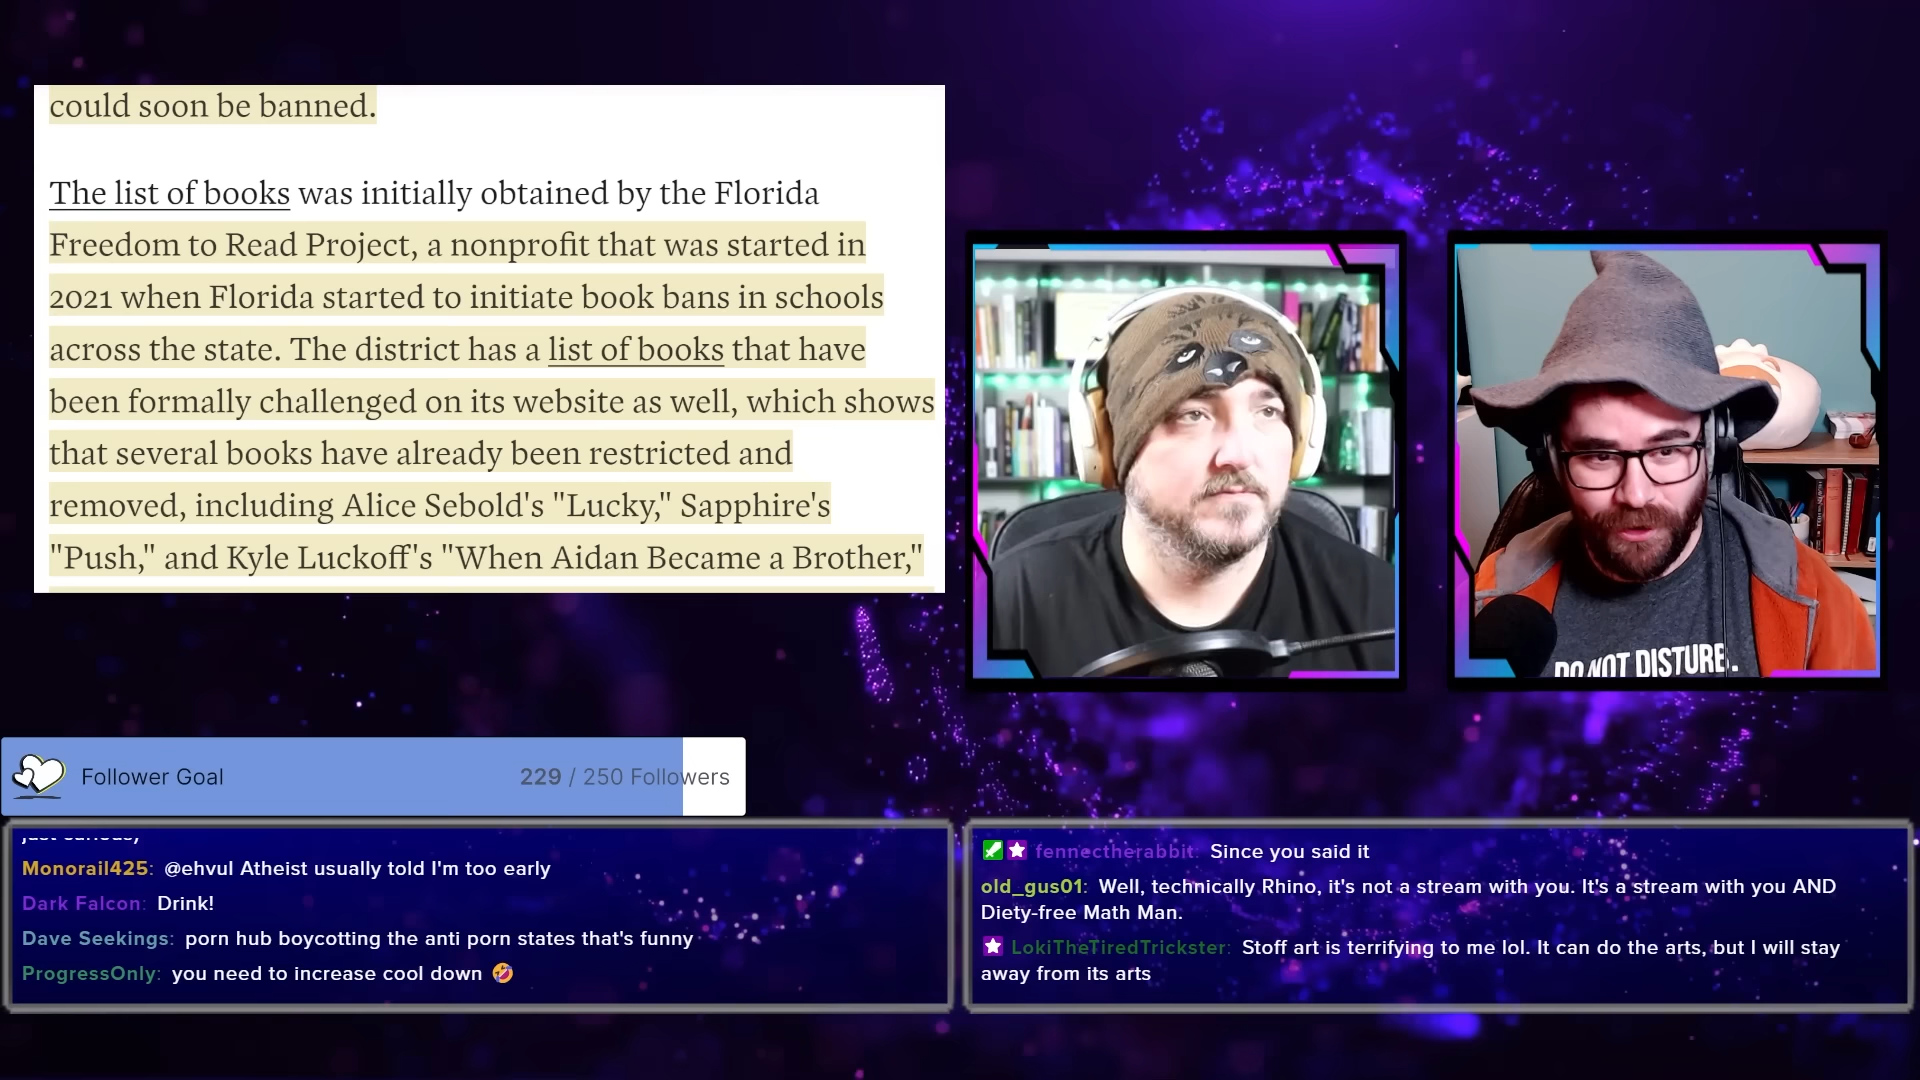 could soon be banned.
The list of books was initially obtained by the Florida
Freedom to Read Project, a nonprofit that was started in
2021 when Florida started to initiate book bans in schools
across the state. The district has a list of books that have
been formally challenged on its website as well, which shows
that several books have already been restricted and
removed, including Alice Sebold's "Lucky," Sapphire's
"Push," and Kyle Luckoff's "When Aidan Became a Brother,"
DO NOT DISTURB.
Follower Goal
229 / 250 Followers
just curious)
Monorail425: @ehvul Atheist usually told I'm too early
Dark Falcon: Drink!
Dave Seekings: porn hub boycotting the anti porn states that's funny
ProgressOnly: you need to increase cool down 🤣
fennectherabbit: Since you said it
old_gus01: Well, technically Rhino, it's not a stream with you. It's a stream with you AND
Diety-free Math Man.
LokiTheTiredTrickster: Stoff art is terrifying to me lol. It can do the arts, but I will stay
away from its arts